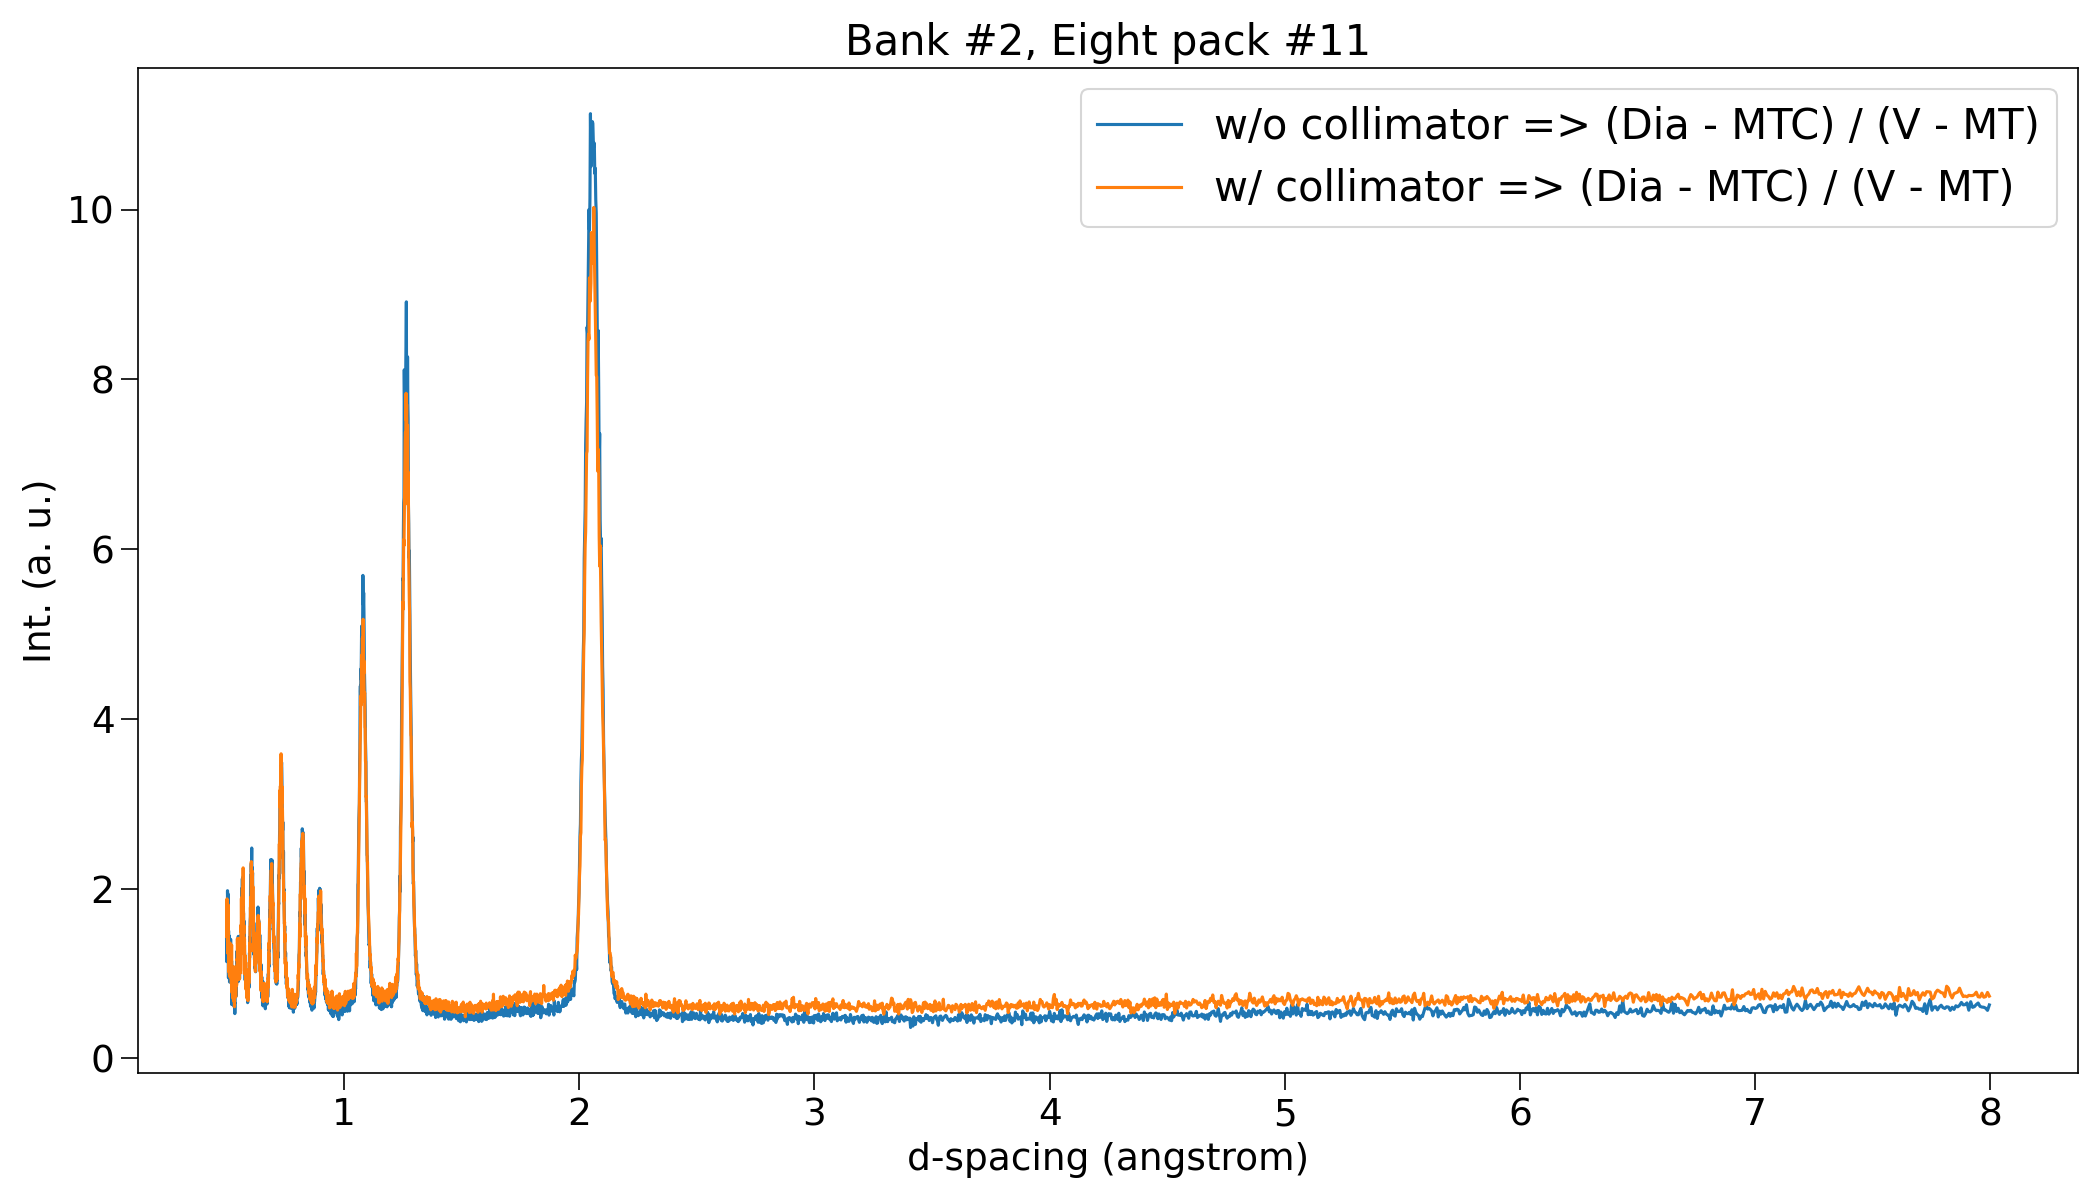 Bank #2, Eight pack #11
w/o collimator => (Dia - MTC) / (V - MT)
w/ collimator => (Dia - MTC) / (V - MT)
Int. (a. u.)
10
8
6
4
2
0
1 2 3 4 5 6 7 8
d-spacing (angstrom)